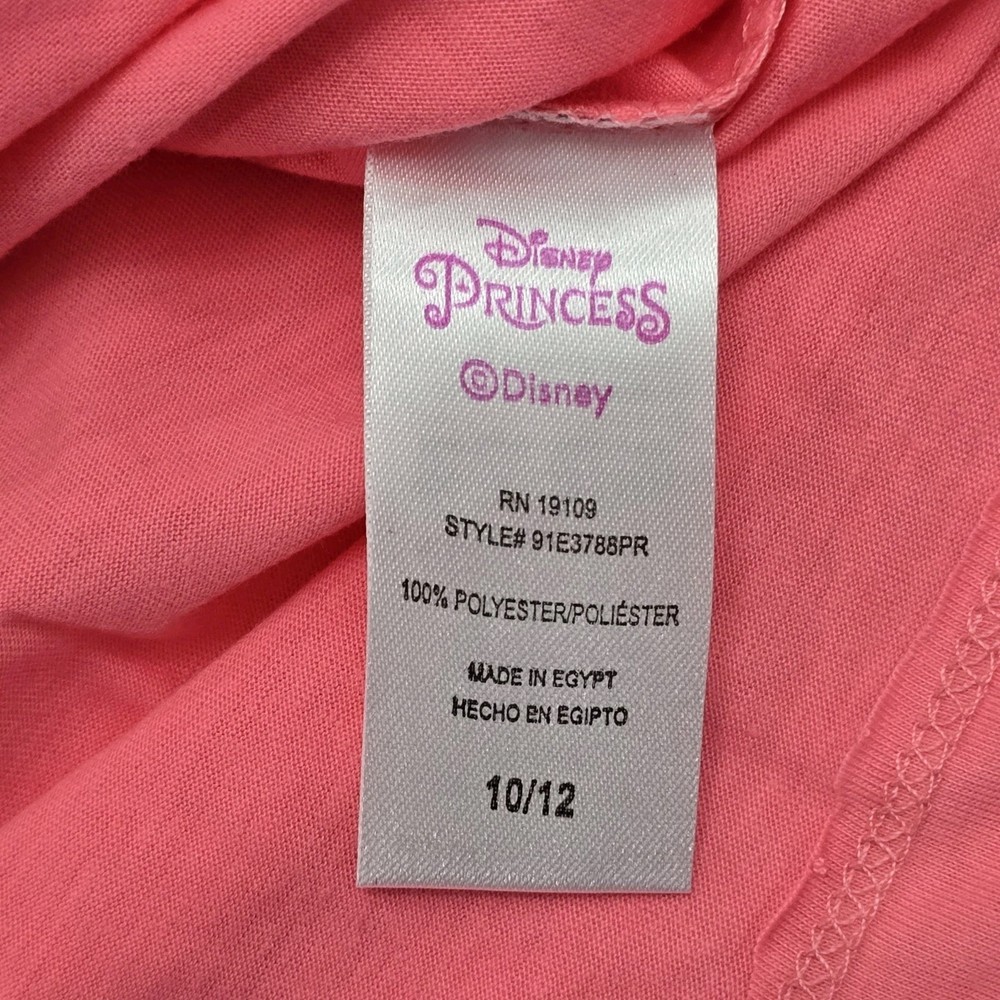 Disney
PRINCESS
©Disney
RN 19109
STYLE# 91E3788PR
100% POLYESTER/POLIÉSTER
MADE IN EGYPT
HECHO EN EGIPTO
10/12